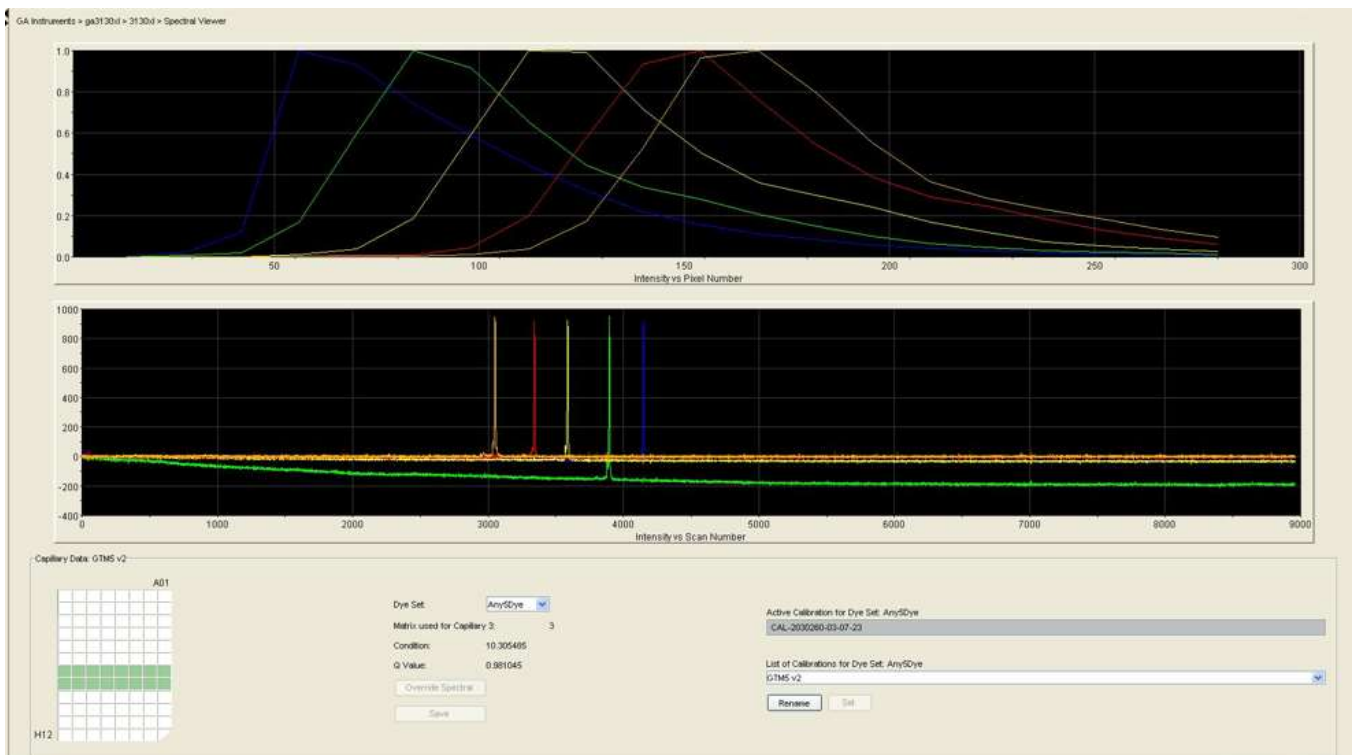 GA Instruments > ga3130xl > 3130xl > Spectral Viewer
1.0
0.8
0.6
0.4
0.2
0.0
50 100 150 200 250 300
Intensity vs Pixel Number
1000
800
600
400
200
0
-200
-400
0 1000 2000 3000 4000 5000 6000 7000 8000 9000
Intensity vs Scan Number
Capillary Data: GTM5 v2
A01
H12
Dye Set: Any5Dye
Matrix used for Capillary 3: 3
Condition: 10.305485
Q Value: 0.981045
Override Spectral
Save
Active Calibration for Dye Set: Any5Dye
CAL-2030260-03-07-23
List of Calibrations for Dye Set: Any5Dye
GTM5 v2
Rename Set